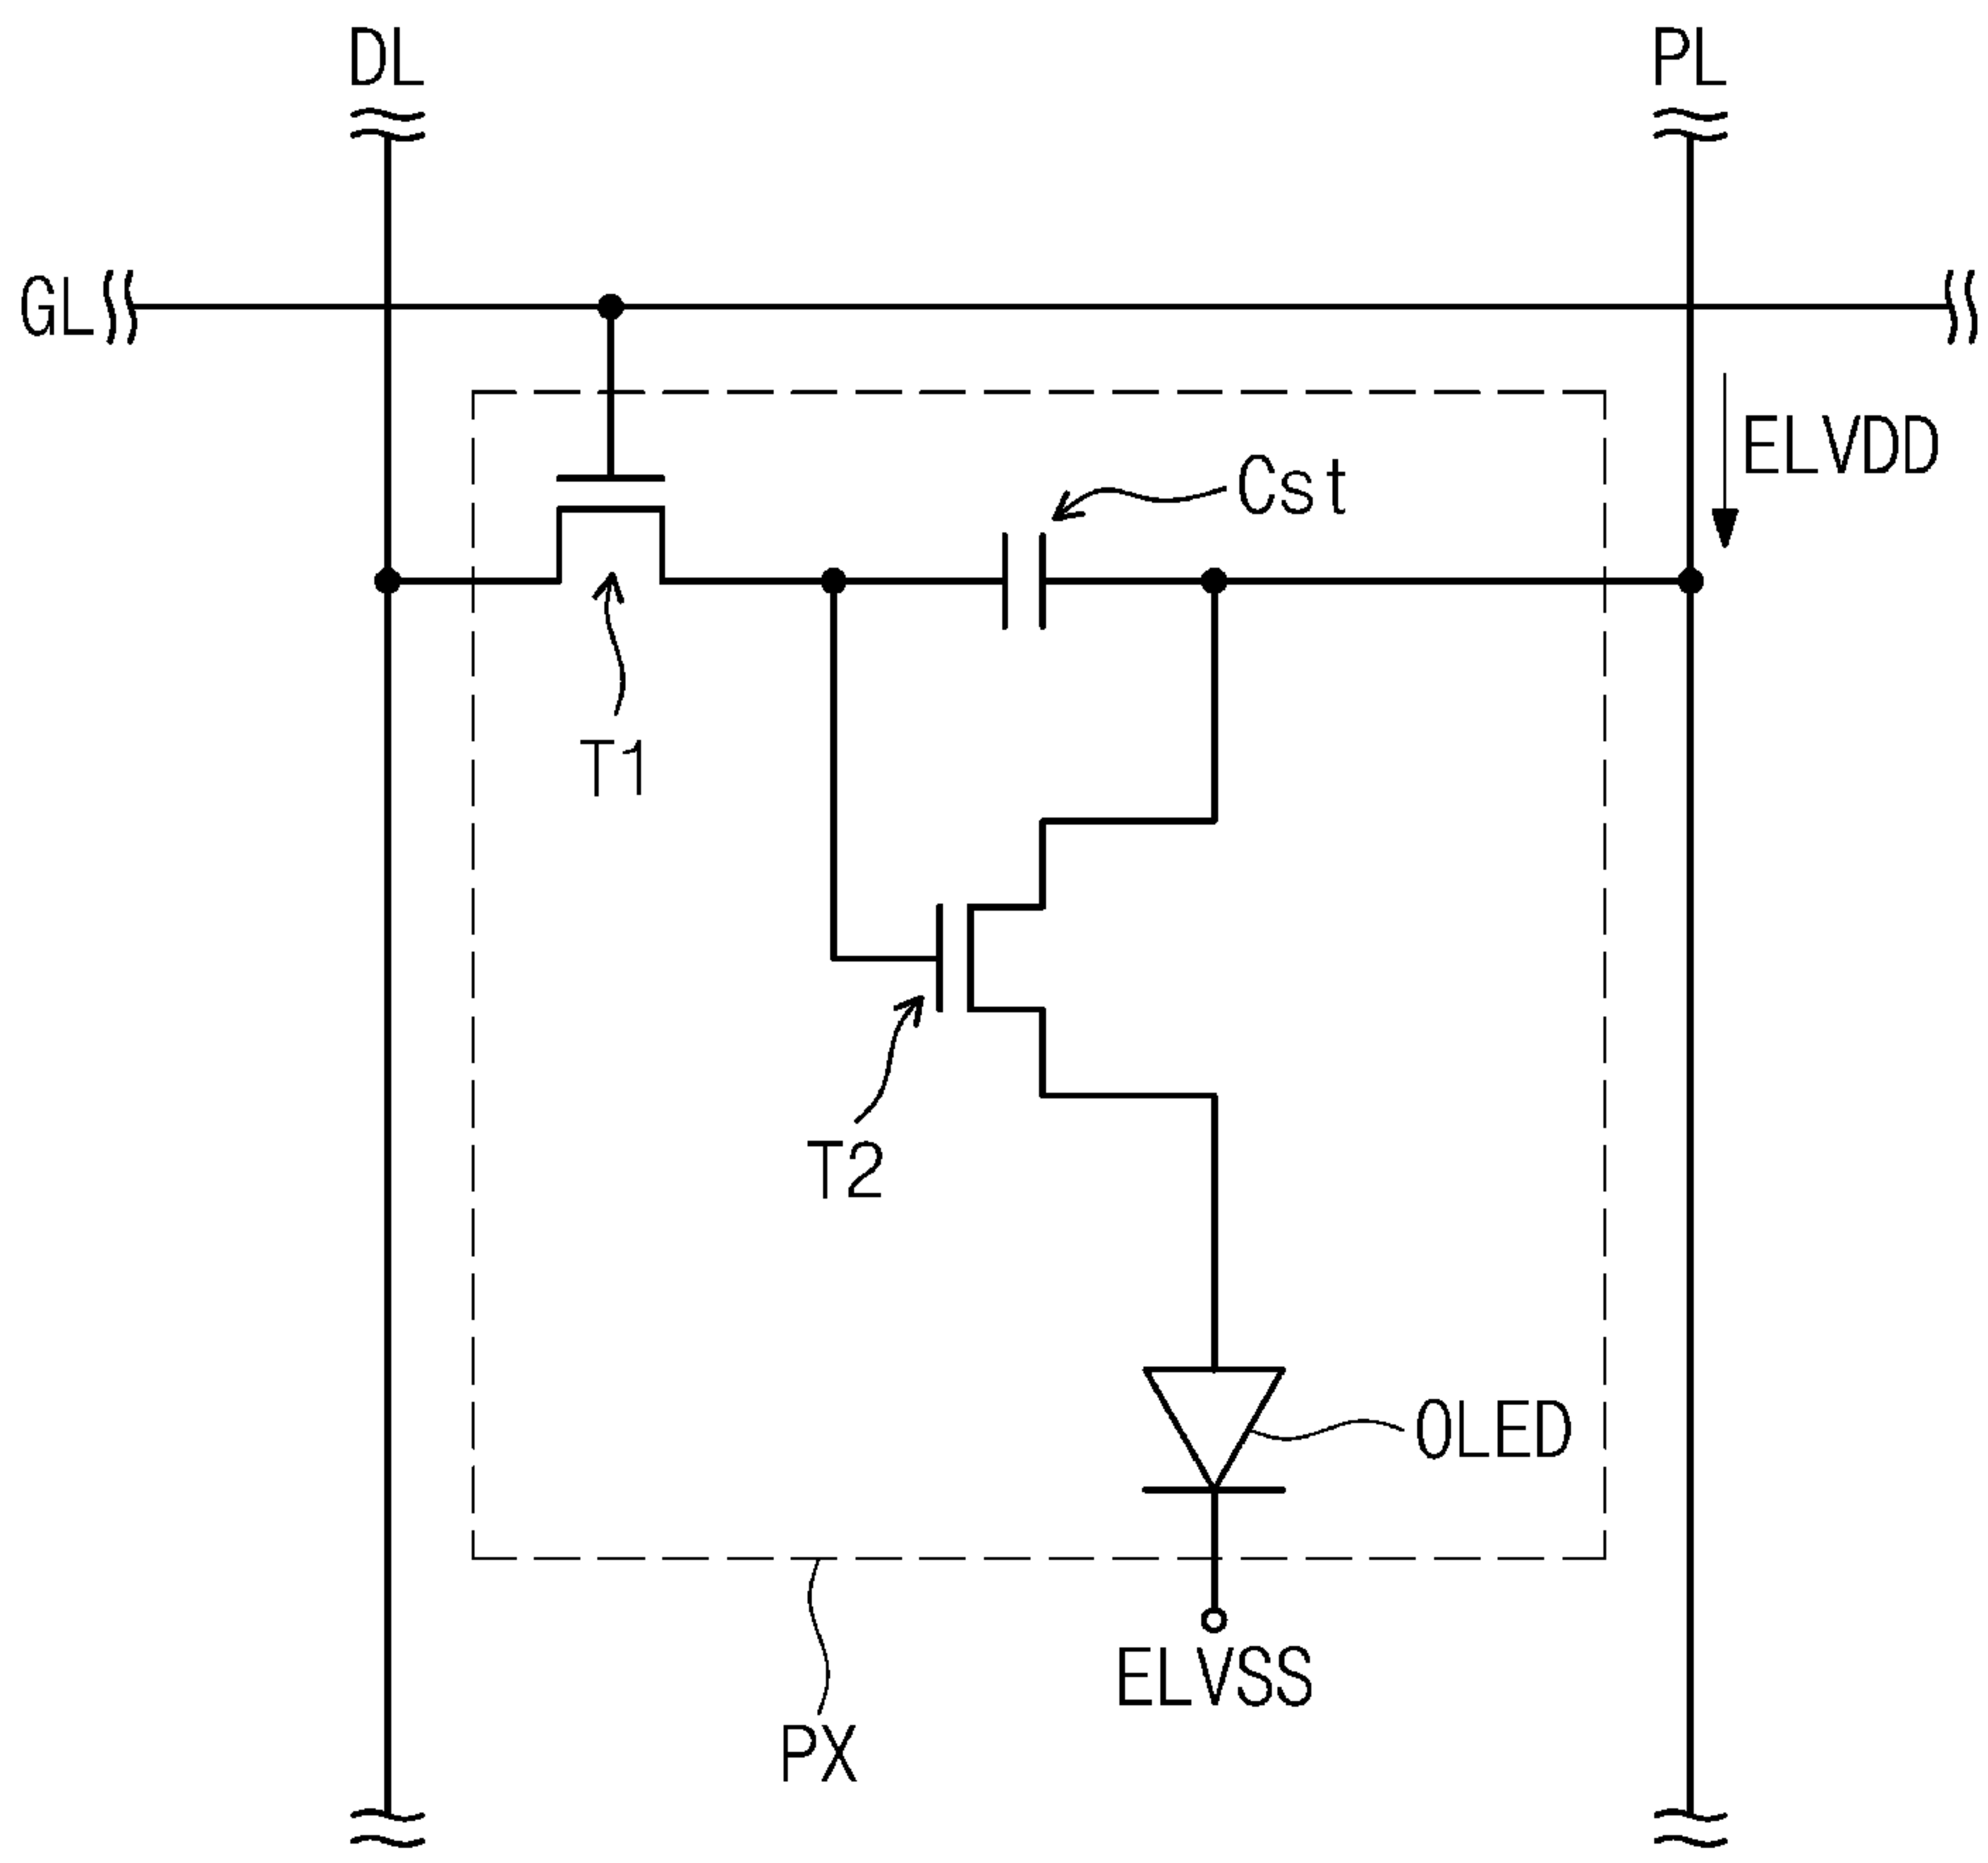 DL
PL
GL
ELVDD
Cst
T1
T2
OLED
ELVSS
PX